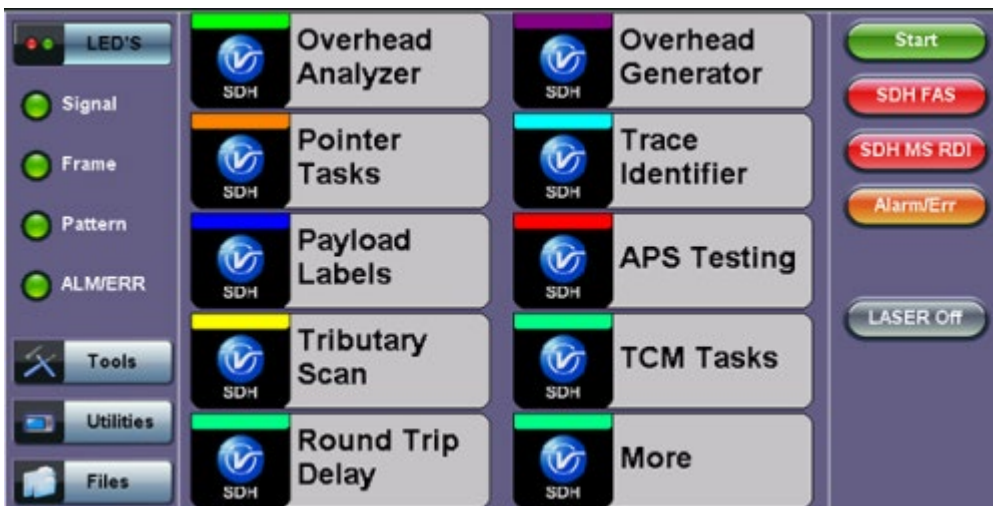 LED'S
Signal
Frame
Pattern
ALM/ERR
Tools
Utilities
Files
SDH
Overhead
Analyzer
SDH
Overhead
Generator
SDH
Pointer
Tasks
SDH
Trace
Identifier
SDH
Payload
Labels
SDH
APS Testing
SDH
Tributary
Scan
SDH
TCM Tasks
SDH
Round Trip
Delay
SDH
More
Start
SDH FAS
SDH MS RDI
Alarm/Err
LASER Off